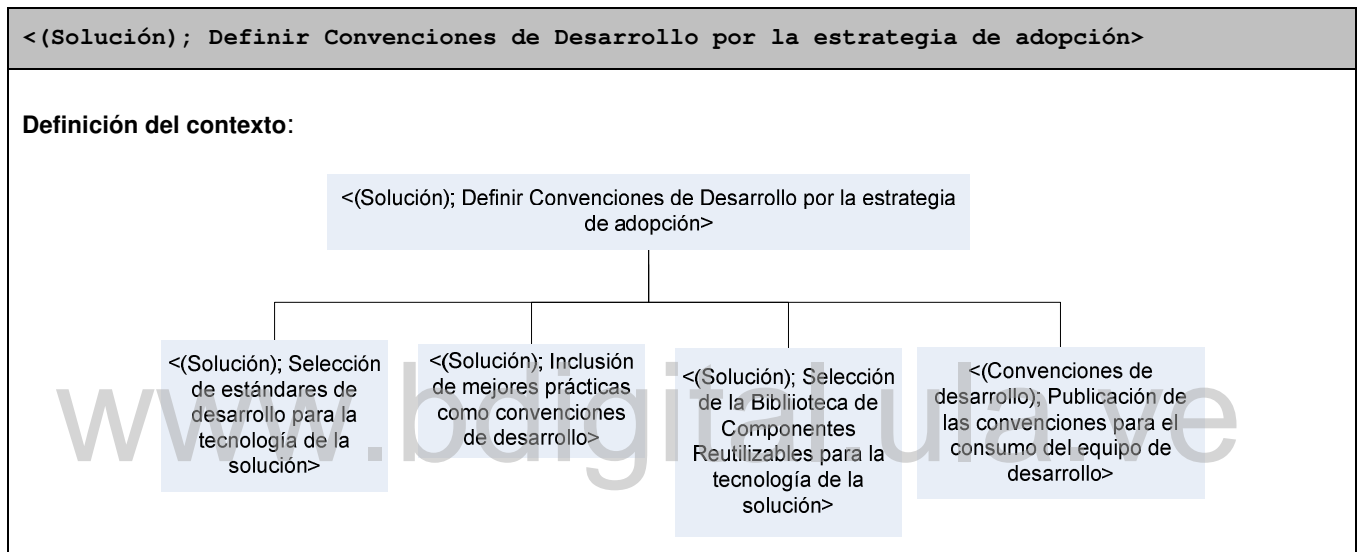 <(Solución); Definir Convenciones de Desarrollo por la estrategia de adopción>
Definición del contexto:
<(Solución); Definir Convenciones de Desarrollo por la estrategia
de adopción>
<(Solución); Selección
de estándares de
desarrollo para la
tecnología de la
solución>
<(Solución); Inclusión
de mejores prácticas
como convenciones
de desarrollo>
<(Solución); Selección
de la Bibliioteca de
Componentes
Reutilizables para la
tecnología de la
solución>
<(Convenciones de
desarrollo); Publicación de
las convenciones para el
consumo del equipo de
desarrollo>
www.bdigital.ula.ve